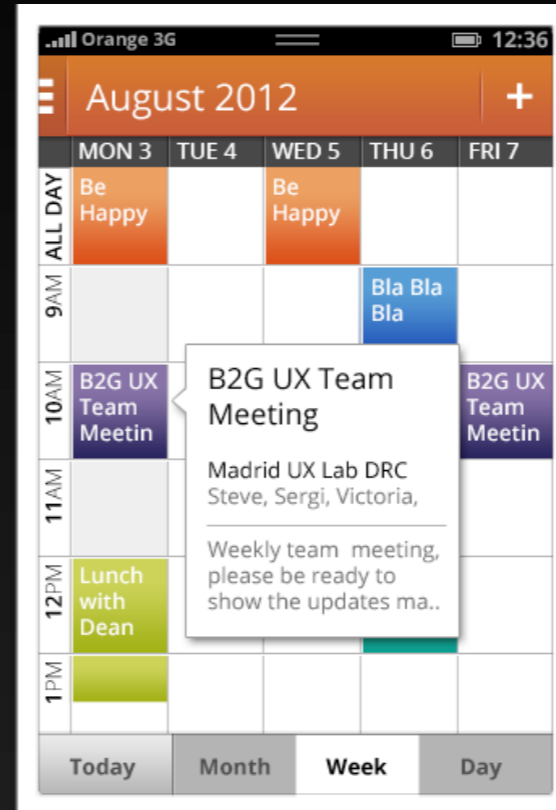 Orange 3G 12:36
August 2012 +
MON 3 TUE 4 WED 5 THU 6 FRI 7
ALL DAY
Be
Happy
Be
Happy
9AM
Bla Bla
Bla
10AM
B2G UX
Team
Meetin
B2G UX Team
Meeting
Madrid UX Lab DRC
Steve, Sergi, Victoria,
Weekly team meeting,
please be ready to
show the updates ma..
B2G UX
Team
Meetin
11AM
12PM
Lunch
with
Dean
1PM
Today Month Week Day